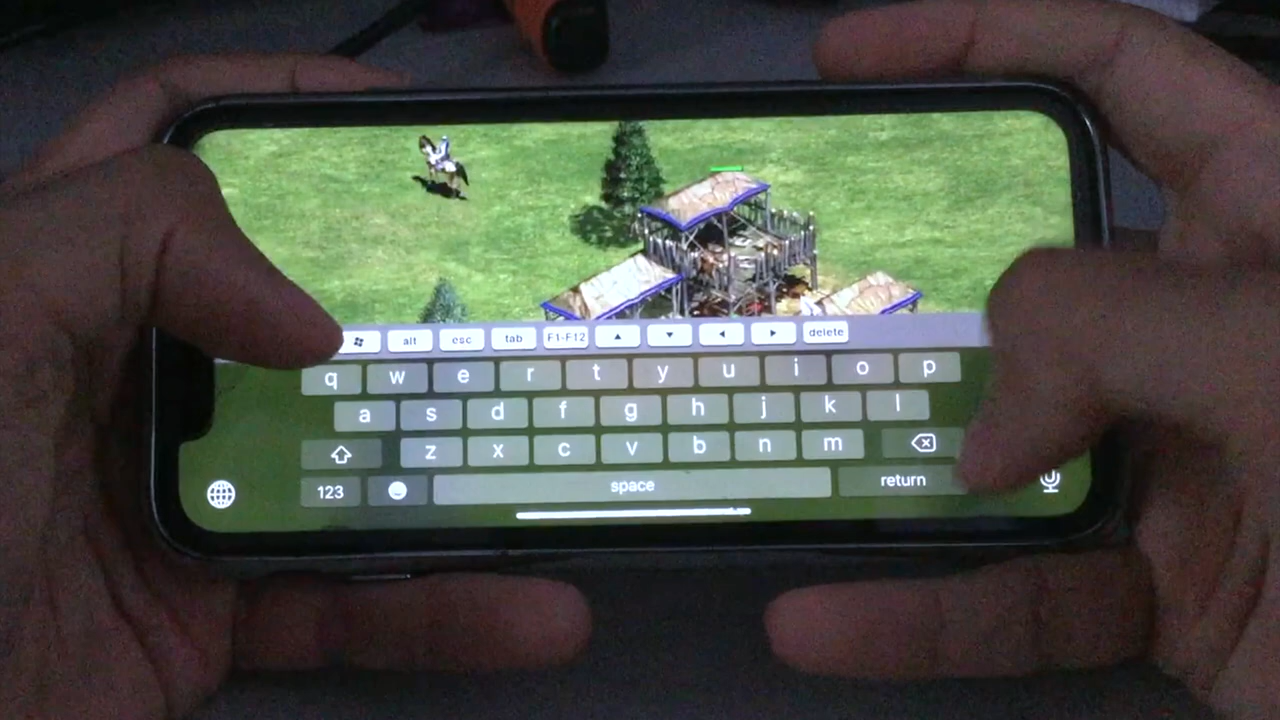 alt esc tab F1-F12 delete
q w e r t y u i o p
a s d f g h j k l
z x c v b n m
123 space return